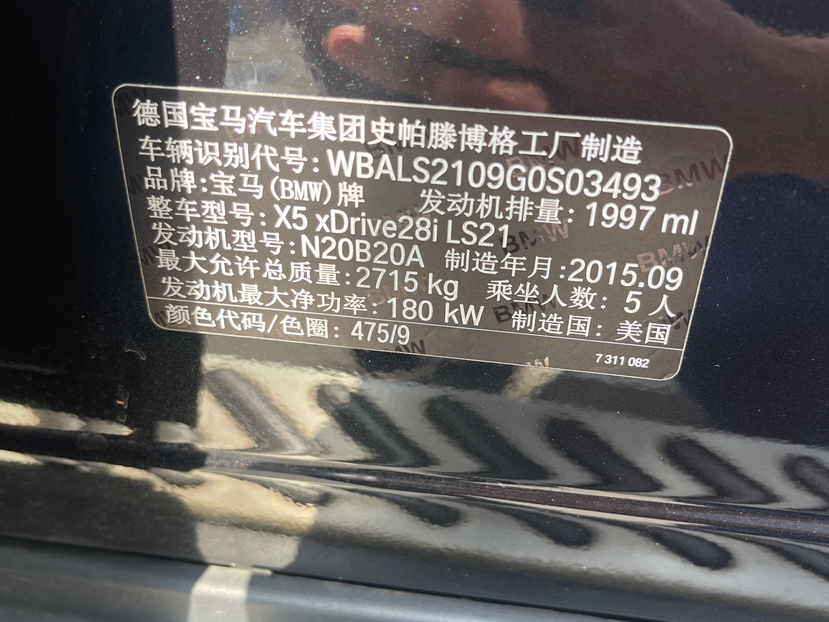 德国宝马汽车集团史帕滕博格工厂制造
车辆识别代号: WBALS2109G0S03493
品牌: 宝马(BMW)牌 发动机排量: 1997 ml
整车型号: X5 xDrive28i LS21
发动机型号: N20B20A 制造年月: 2015.09
最大允许总质量: 2715 kg 乘坐人数: 5 人
发动机最大净功率: 180 kW 制造国: 美国
颜色代码/色圈: 475/9
7 311 082